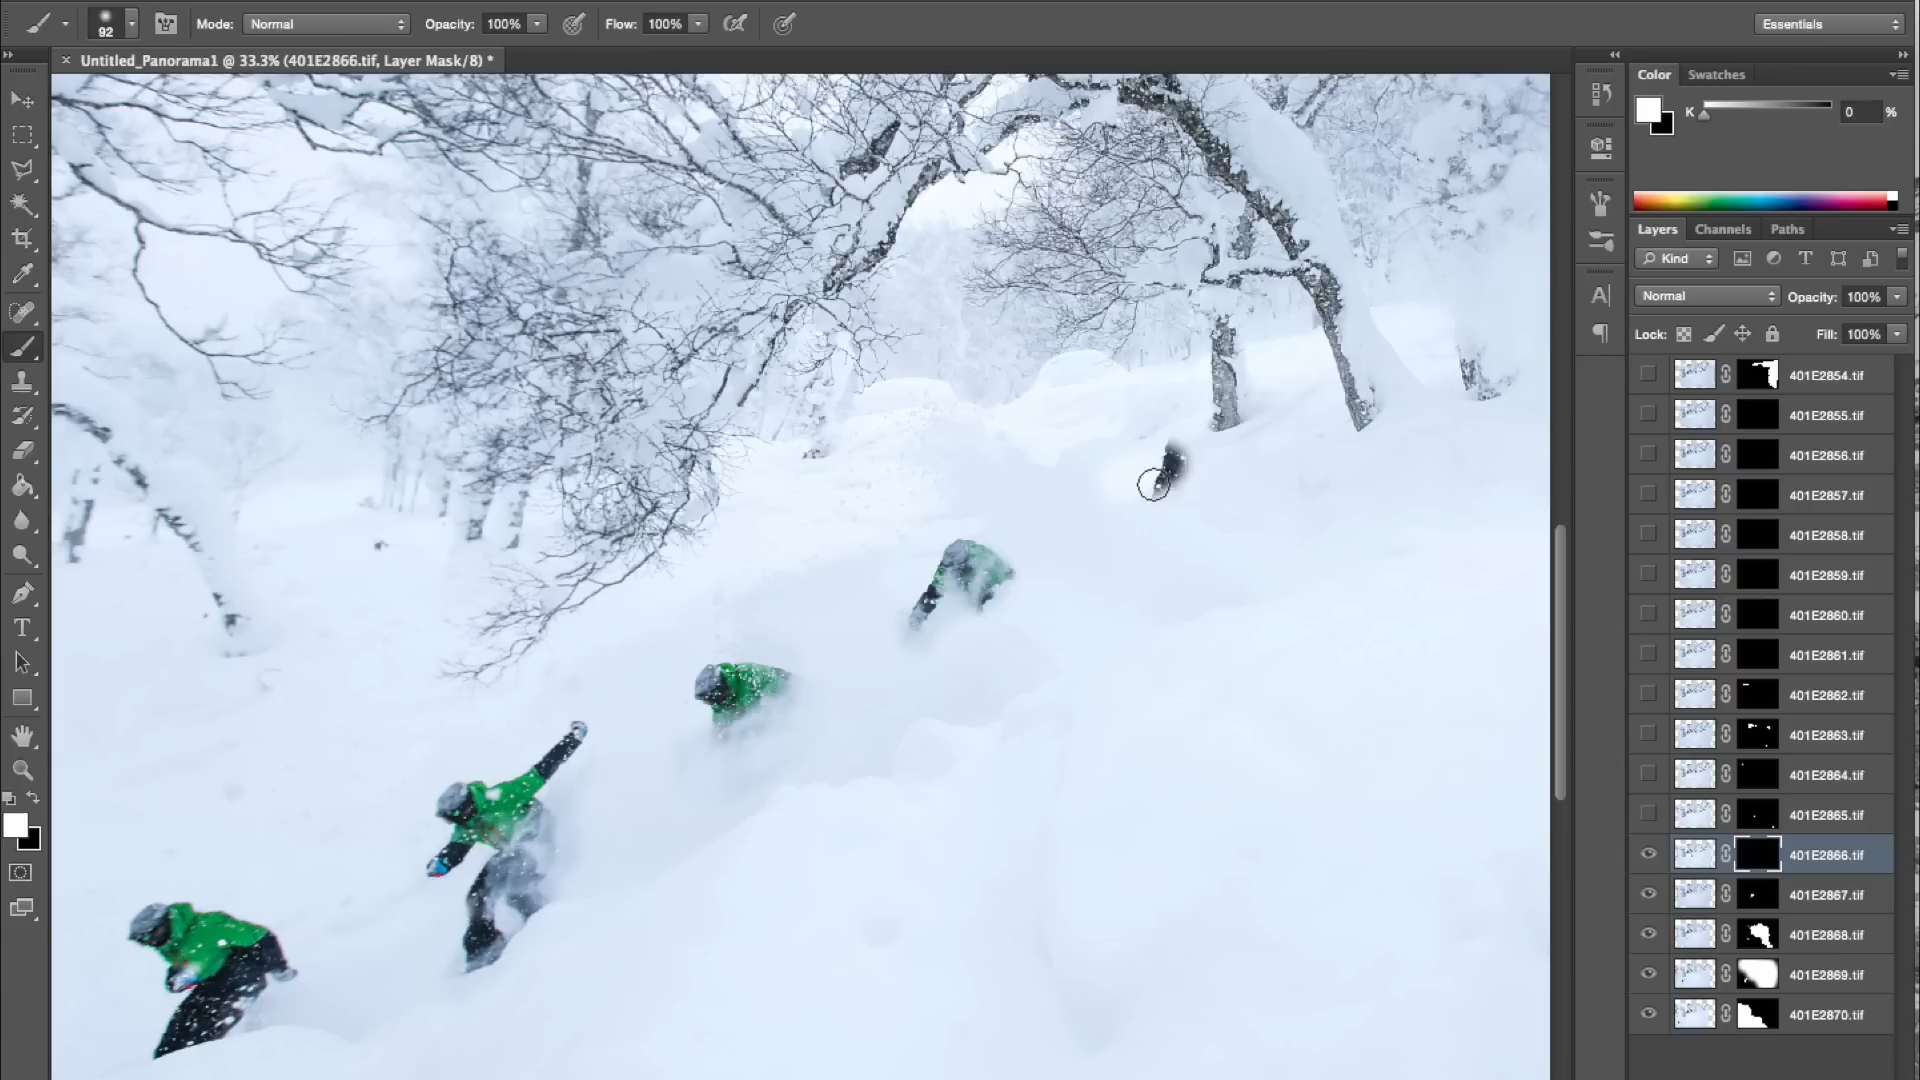 92
Mode: Normal
Opacity: 100%
Flow: 100%
Essentials
× Untitled_Panorama1 @ 33.3% (401E2866.tif, Layer Mask/8) *
Color Swatches
K 0 %
Layers Channels Paths
Kind
Normal Opacity: 100%
Lock: Fill: 100%
401E2854.tif
401E2855.tif
401E2856.tif
401E2857.tif
401E2858.tif
401E2859.tif
401E2860.tif
401E2861.tif
401E2862.tif
401E2863.tif
401E2864.tif
401E2865.tif
401E2866.tif
401E2867.tif
401E2868.tif
401E2869.tif
401E2870.tif